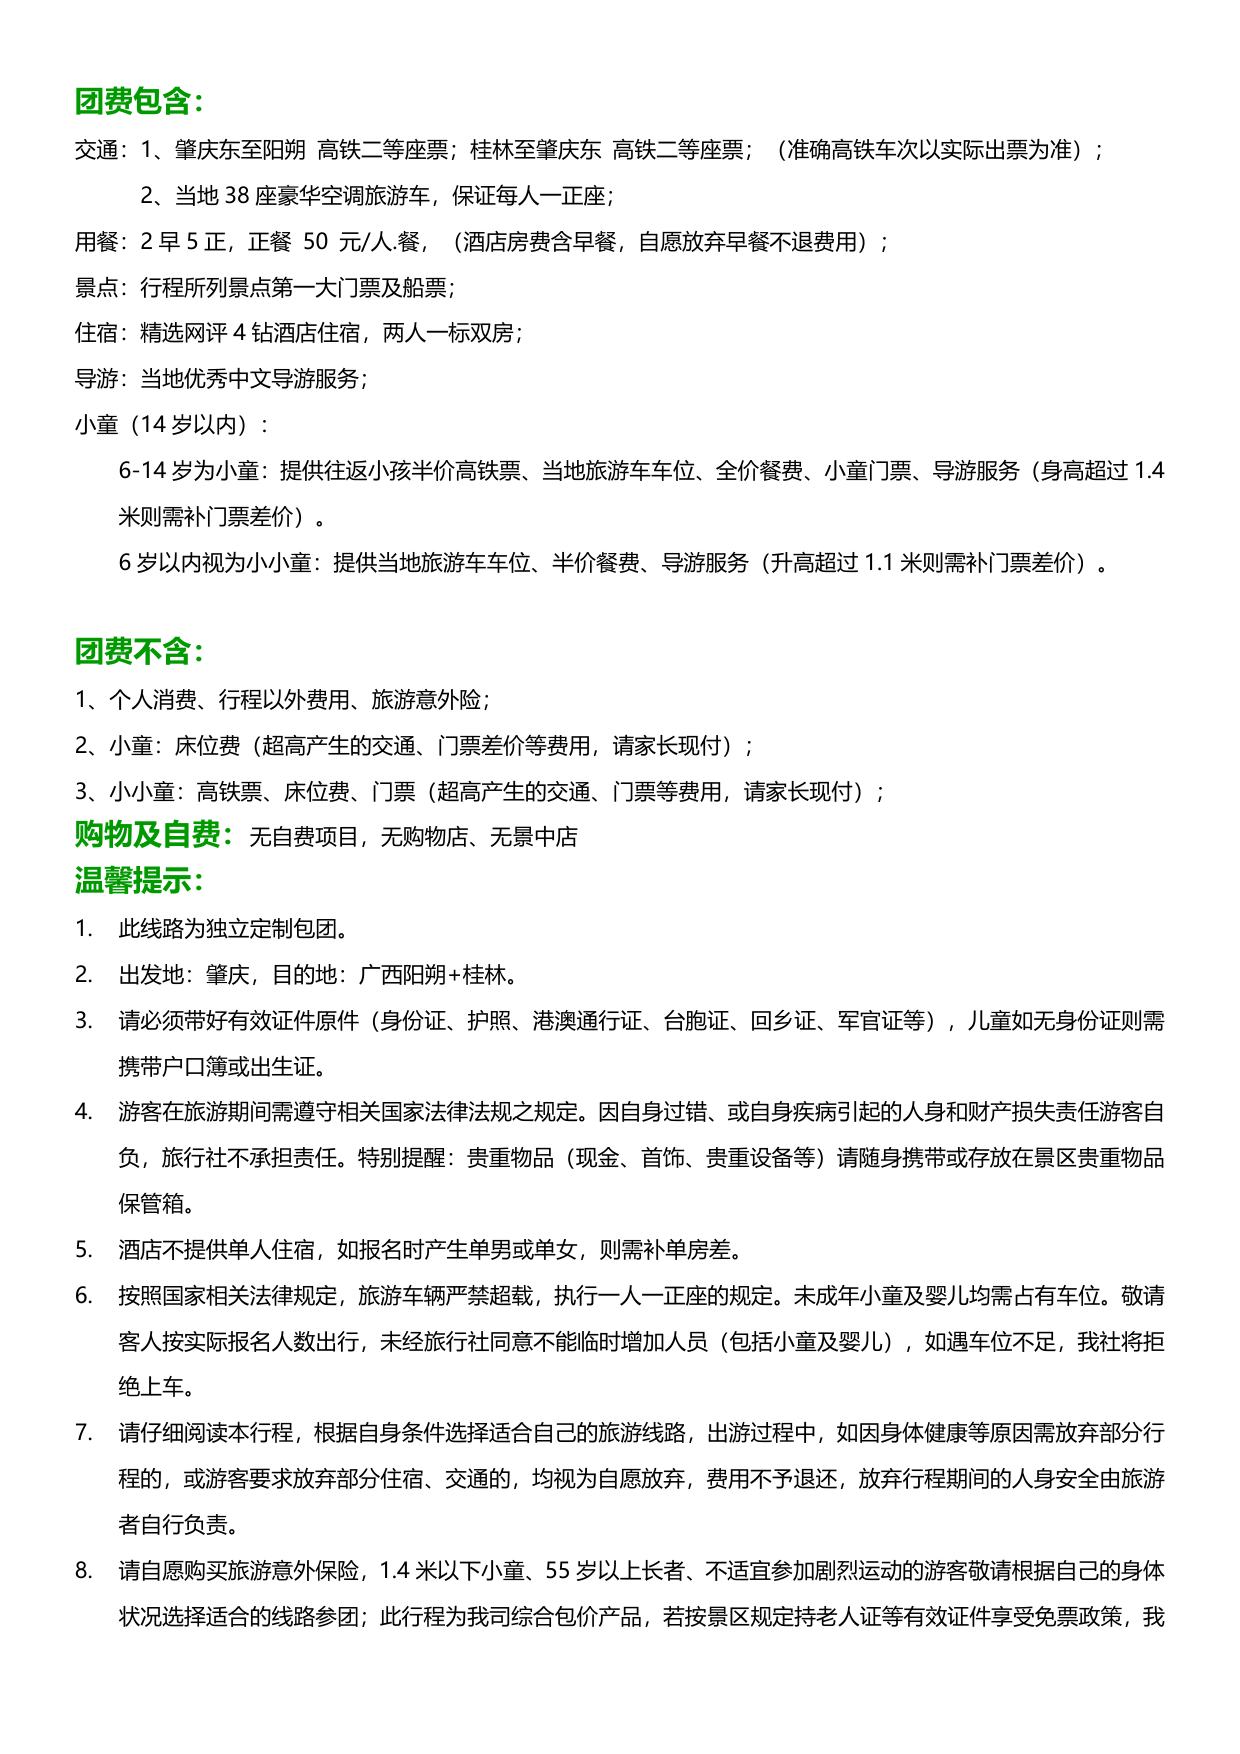 团费包含：
交通：1、肇庆东至阳朔 高铁二等座票；桂林至肇庆东 高铁二等座票；（准确高铁车次以实际出票为准）；
2、当地 38 座豪华空调旅游车，保证每人一正座；
用餐：2 早 5 正，正餐 50 元/人.餐，（酒店房费含早餐，自愿放弃早餐不退费用）；
景点：行程所列景点第一大门票及船票；
住宿：精选网评 4 钻酒店住宿，两人一标双房；
导游：当地优秀中文导游服务；
小童（14 岁以内）：
6-14 岁为小童：提供往返小孩半价高铁票、当地旅游车车位、全价餐费、小童门票、导游服务（身高超过 1.4
米则需补门票差价）。
6 岁以内视为小小童：提供当地旅游车车位、半价餐费、导游服务（升高超过 1.1 米则需补门票差价）。
团费不含：
1、个人消费、行程以外费用、旅游意外险；
2、小童：床位费（超高产生的交通、门票差价等费用，请家长现付）；
3、小小童：高铁票、床位费、门票（超高产生的交通、门票等费用，请家长现付）；
购物及自费：无自费项目，无购物店、无景中店
温馨提示：
1. 此线路为独立定制包团。
2. 出发地：肇庆，目的地：广西阳朔+桂林。
3. 请必须带好有效证件原件（身份证、护照、港澳通行证、台胞证、回乡证、军官证等），儿童如无身份证则需
携带户口簿或出生证。
4. 游客在旅游期间需遵守相关国家法律法规之规定。因自身过错、或自身疾病引起的人身和财产损失责任游客自
负，旅行社不承担责任。特别提醒：贵重物品（现金、首饰、贵重设备等）请随身携带或存放在景区贵重物品
保管箱。
5. 酒店不提供单人住宿，如报名时产生单男或单女，则需补单房差。
6. 按照国家相关法律规定，旅游车辆严禁超载，执行一人一正座的规定。未成年小童及婴儿均需占有车位。敬请
客人按实际报名人数出行，未经旅行社同意不能临时增加人员（包括小童及婴儿），如遇车位不足，我社将拒
绝上车。
7. 请仔细阅读本行程，根据自身条件选择适合自己的旅游线路，出游过程中，如因身体健康等原因需放弃部分行
程的，或游客要求放弃部分住宿、交通的，均视为自愿放弃，费用不予退还，放弃行程期间的人身安全由旅游
者自行负责。
8. 请自愿购买旅游意外保险，1.4 米以下小童、55 岁以上长者、不适宜参加剧烈运动的游客敬请根据自己的身体
状况选择适合的线路参团；此行程为我司综合包价产品，若按景区规定持老人证等有效证件享受免票政策，我